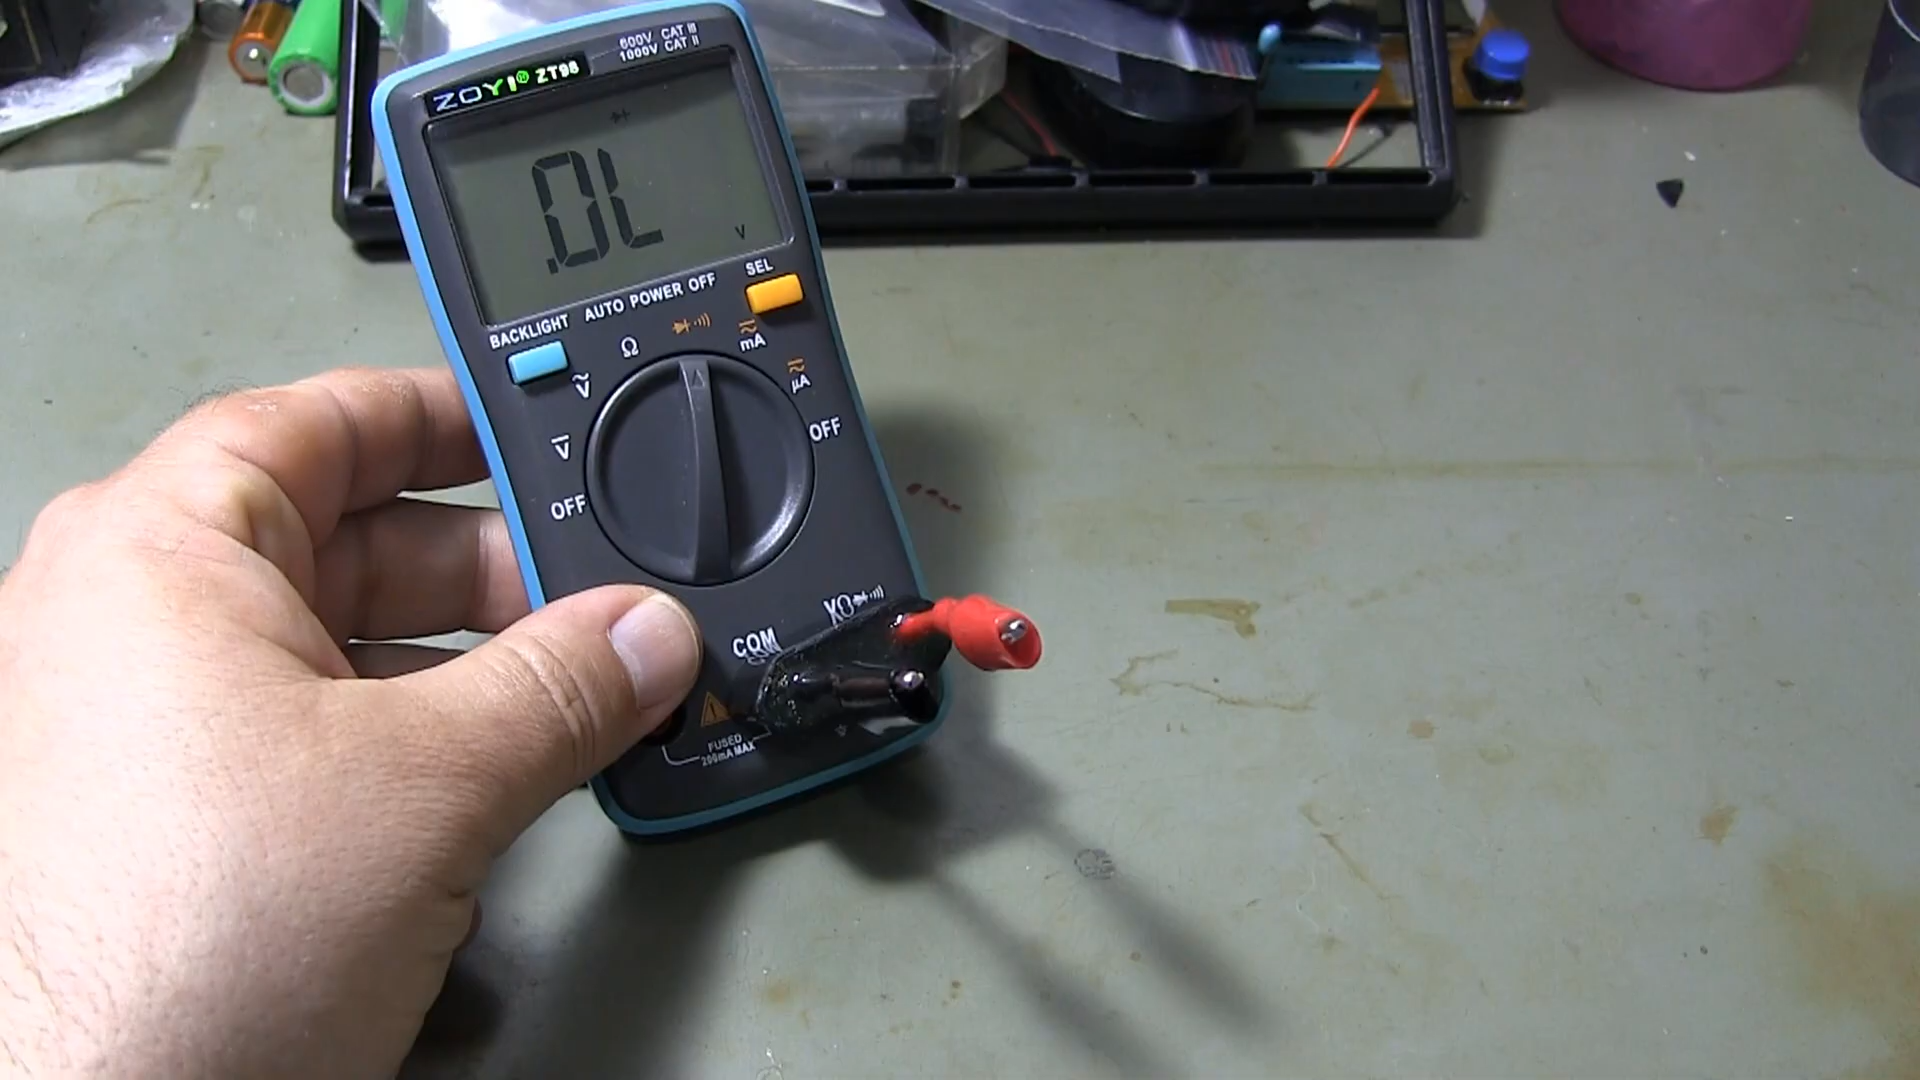 600V CAT III
1000V CAT II
ZOYI ZT98
.0L
V
SEL
AUTO POWER OFF
BACKLIGHT
Ω
mA
Ṽ
μA
V
OFF
OFF
COM
FUSED
200mA MAX